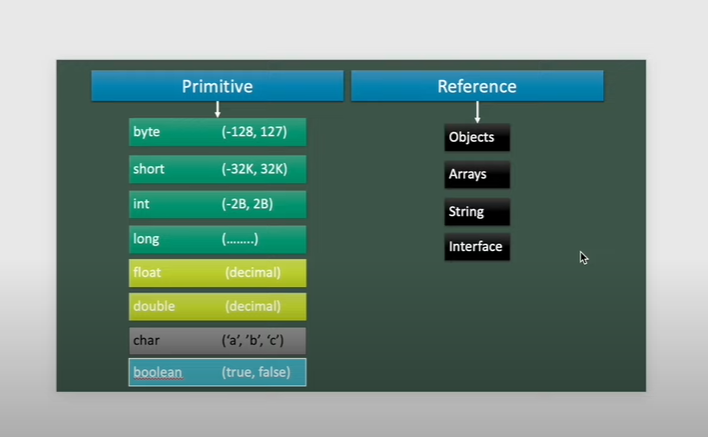 Primitive
byte (-128, 127)
short (-32K, 32K)
int (-2B, 2B)
long (........)
float (decimal)
double (decimal)
char (‘a’, ’b’, ‘c’)
boolean (true, false)
Reference
Objects
Arrays
String
Interface